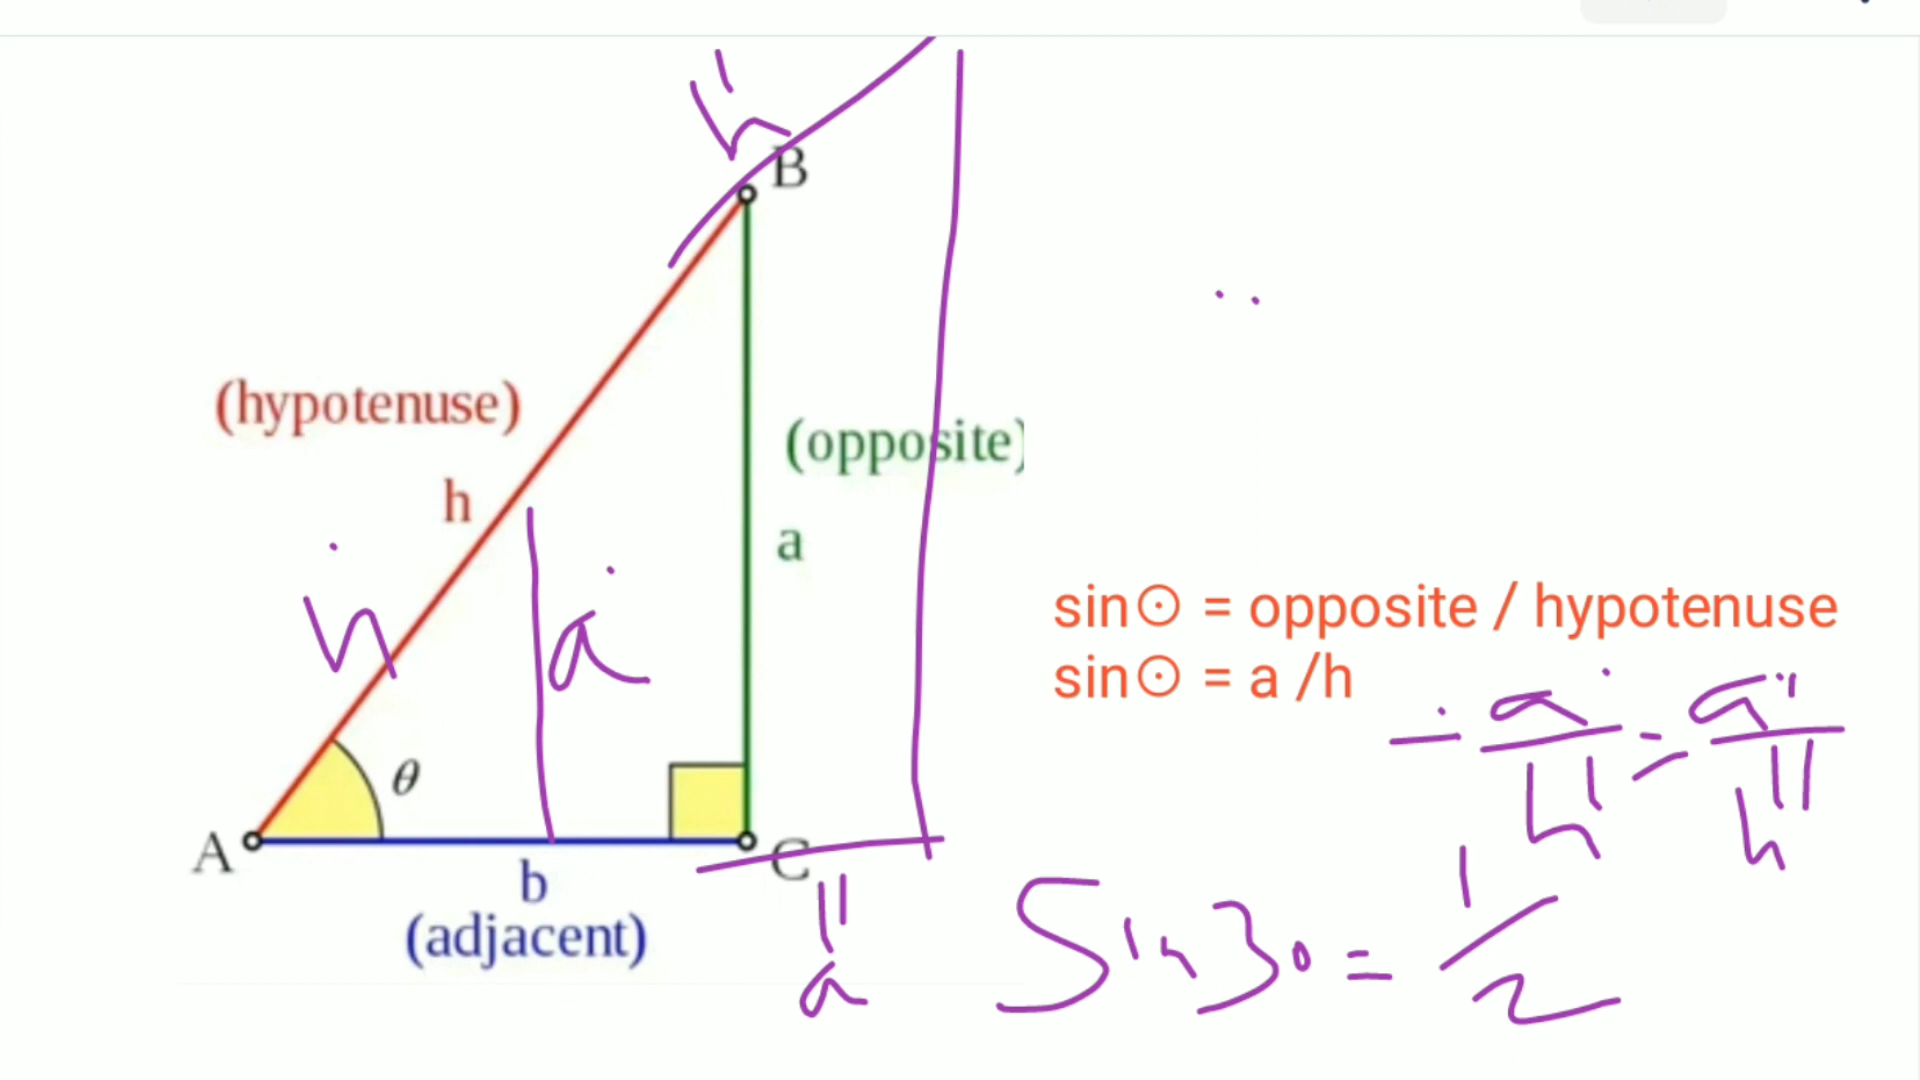 h"
B
(hypotenuse)
h
(opposite)
a
h'
a'
sin⊙ = opposite / hypotenuse
sin⊙ = a /h
= a' / h' = a" / h"
θ
A
C
b
(adjacent)
a"
Sin30 = 1/2